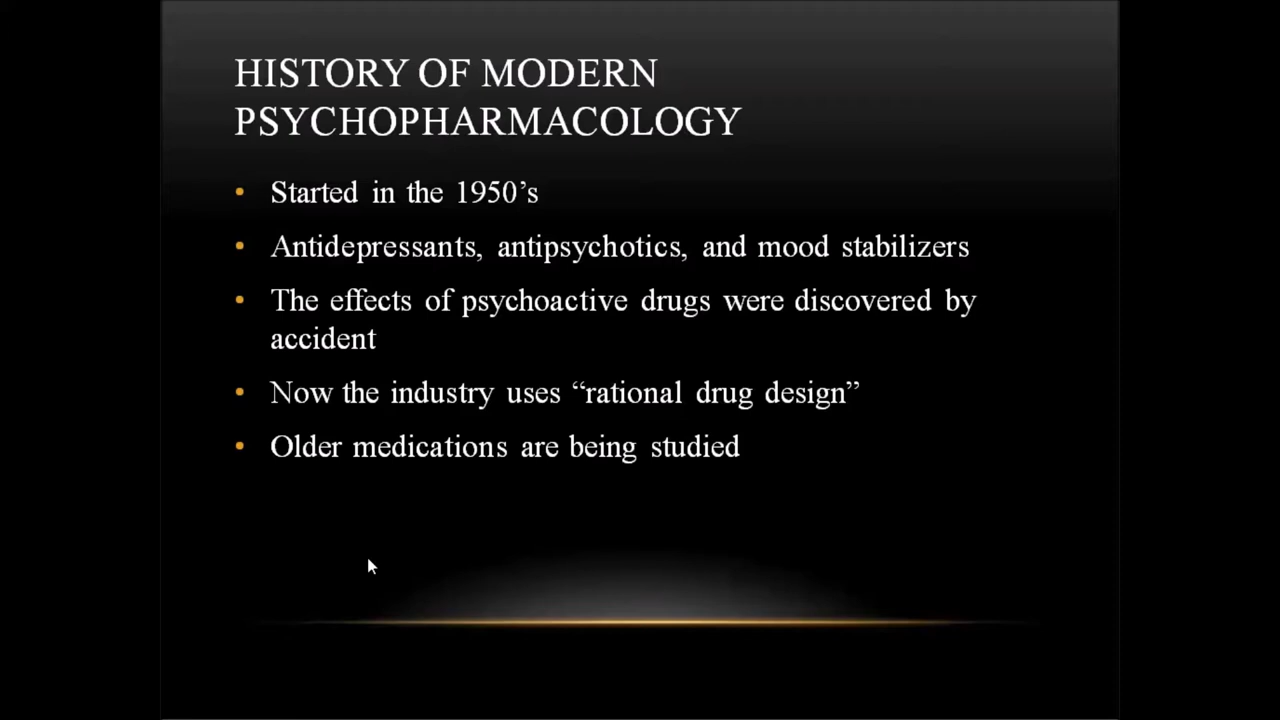 HISTORY OF MODERN
PSYCHOPHARMACOLOGY
• Started in the 1950’s
• Antidepressants, antipsychotics, and mood stabilizers
• The effects of psychoactive drugs were discovered by
accident
• Now the industry uses “rational drug design”
• Older medications are being studied